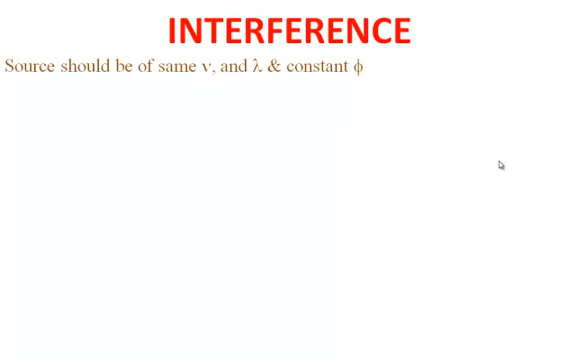 INTERFERENCE
Source should be of same ν, and λ & constant ϕ